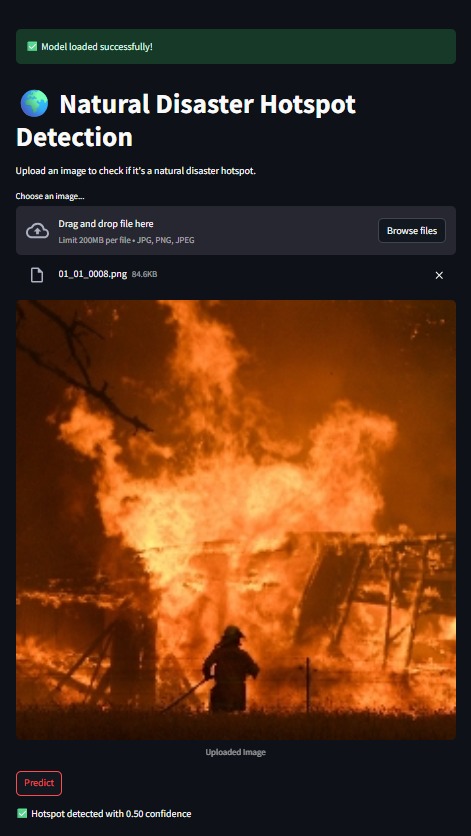 Model loaded successfully!
Natural Disaster Hotspot
Detection
Upload an image to check if it's a natural disaster hotspot.
Choose an image...
Drag and drop file here
Browse files
Limit 200MB per file • JPG, PNG, JPEG
01_01_0008.png 84.6KB
Uploaded Image
Predict
Hotspot detected with 0.50 confidence